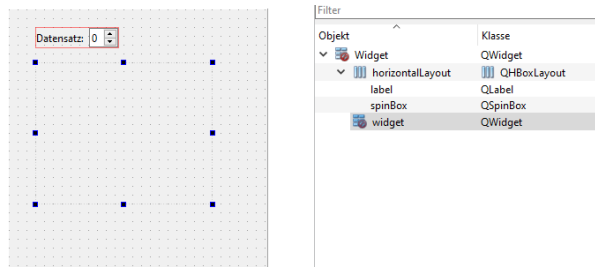 Datensatz: 0
Filter
Objekt Klasse
Widget QWidget
horizontalLayout QHBoxLayout
label QLabel
spinBox QSpinBox
widget QWidget